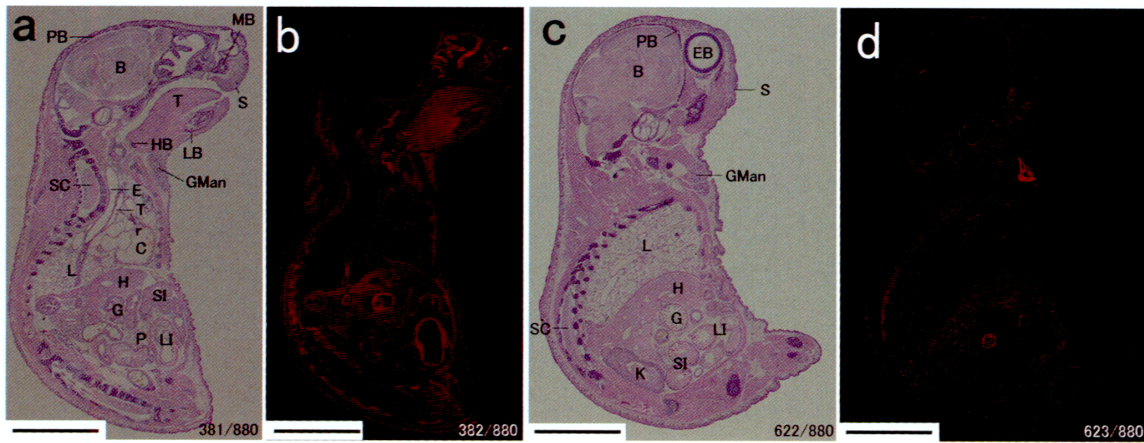 a
MB
PB
B
T
S
HB
LB
GMan
SC
E
T
r
C
L
H
SI
G
P
LI
381/880
b
382/880
c
PB
EB
B
S
GMan
L
H
G
LI
SC
SI
K
622/880
d
623/880